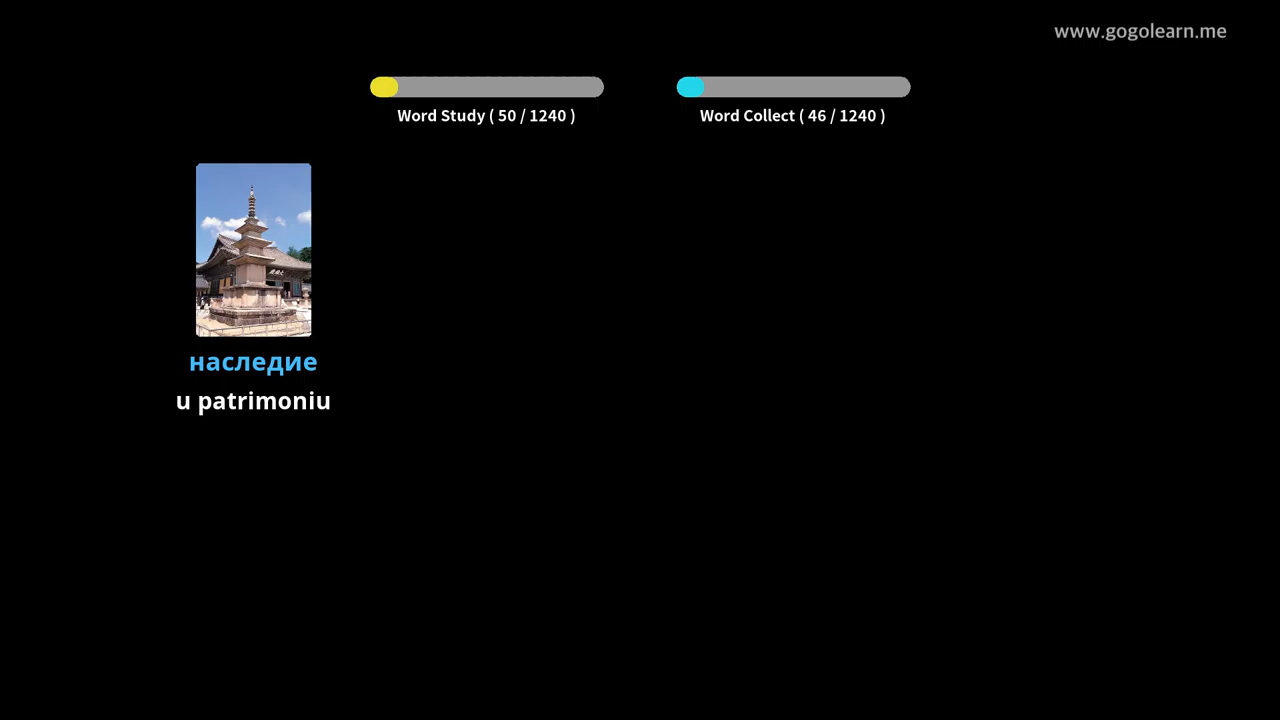 www.gogolearn.me
Word Study ( 50 / 1240 )
Word Collect ( 46 / 1240 )
наследие
u patrimoniu